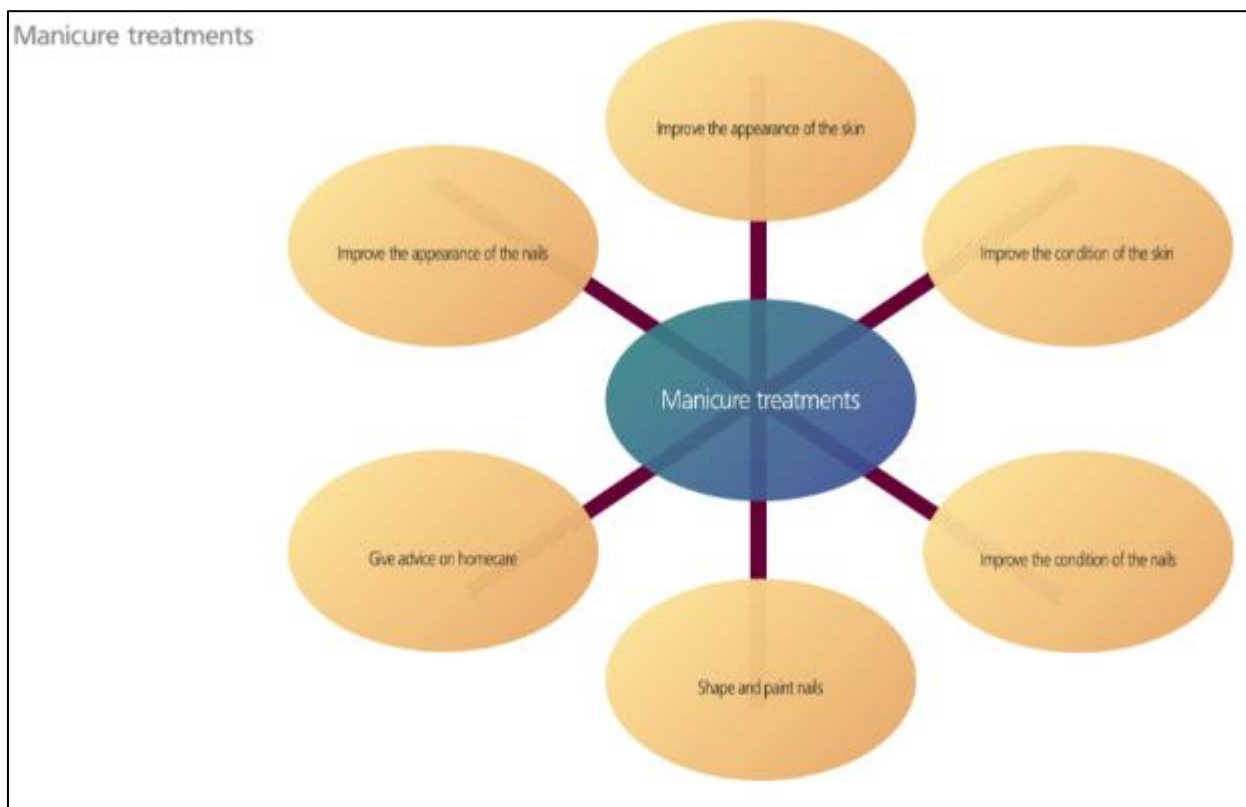 Manicure treatments
Improve the appearance of the skin
Improve the appearance of the nails
Improve the condition of the skin
Manicure treatments
Give advice on homecare
Improve the condition of the nails
Shape and paint nails